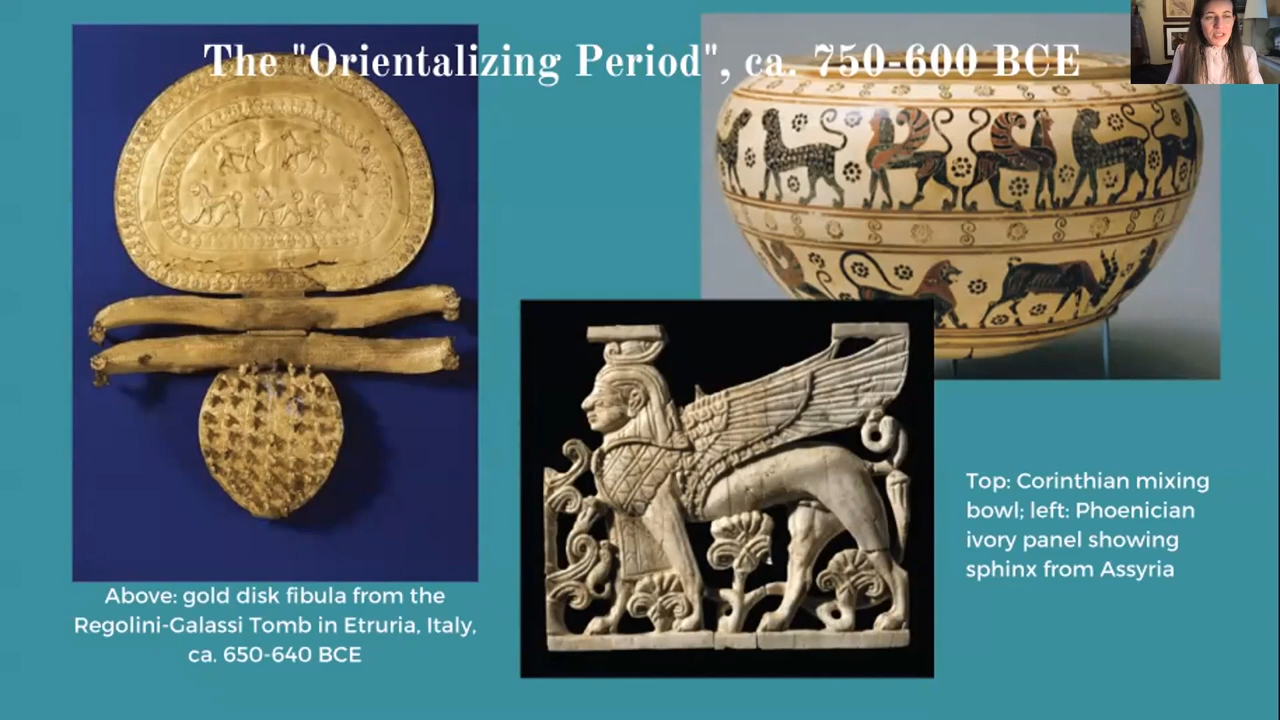 The "Orientalizing Period", ca. 750-600 BCE
Top: Corinthian mixing
bowl; left: Phoenician
ivory panel showing
sphinx from Assyria
Above: gold disk fibula from the
Regolini-Galassi Tomb in Etruria, Italy,
ca. 650-640 BCE